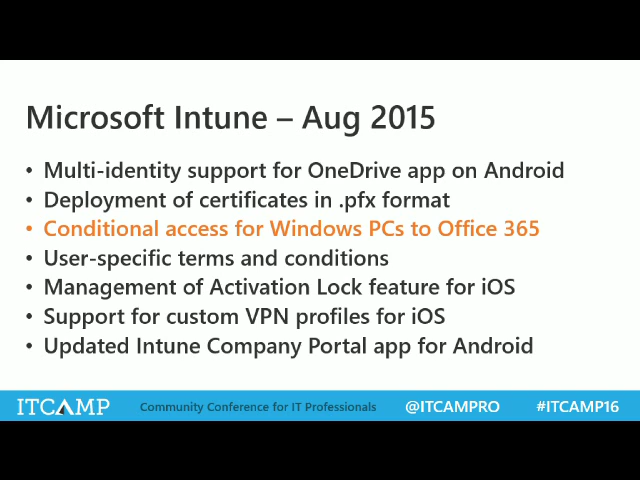 Microsoft Intune – Aug 2015
• Multi-identity support for OneDrive app on Android
• Deployment of certificates in .pfx format
• Conditional access for Windows PCs to Office 365
• User-specific terms and conditions
• Management of Activation Lock feature for iOS
• Support for custom VPN profiles for iOS
• Updated Intune Company Portal app for Android
ITCAMP Community Conference for IT Professionals @ITCAMPRO #ITCAMP16